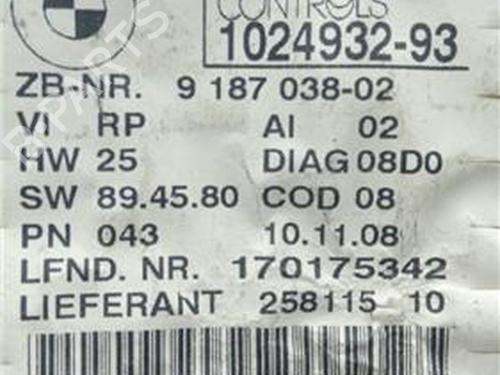 CONTROLS
1024932-93
ZB-NR. 9 187 038-02
VI RP AI 02
HW 25 DIAG 08D0
SW 89.45.80 COD 08
PN 043 10.11.08
LFND. NR. 170175342
LIEFERANT 258115 10